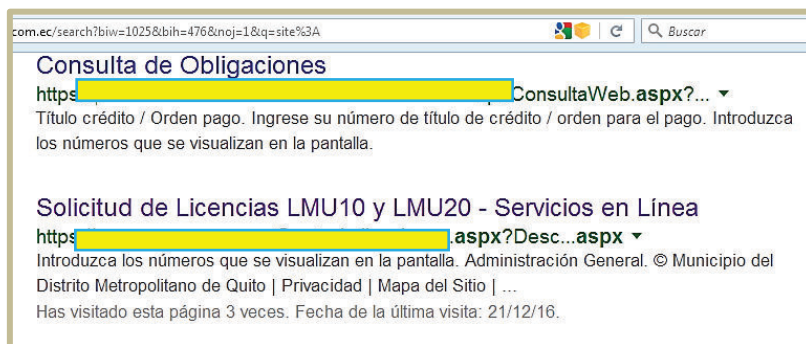 com.ec/search?biw=1025&bih=476&noj=1&q=site%3A
Buscar
Consulta de Obligaciones
https ConsultaWeb.aspx?...
Título crédito / Orden pago. Ingrese su número de título de crédito / orden para el pago. Introduzca
los números que se visualizan en la pantalla.
Solicitud de Licencias LMU10 y LMU20 - Servicios en Línea
https .aspx?Desc...aspx
Introduzca los números que se visualizan en la pantalla. Administración General. © Municipio del
Distrito Metropolitano de Quito | Privacidad | Mapa del Sitio | ...
Has visitado esta página 3 veces. Fecha de la última visita: 21/12/16.